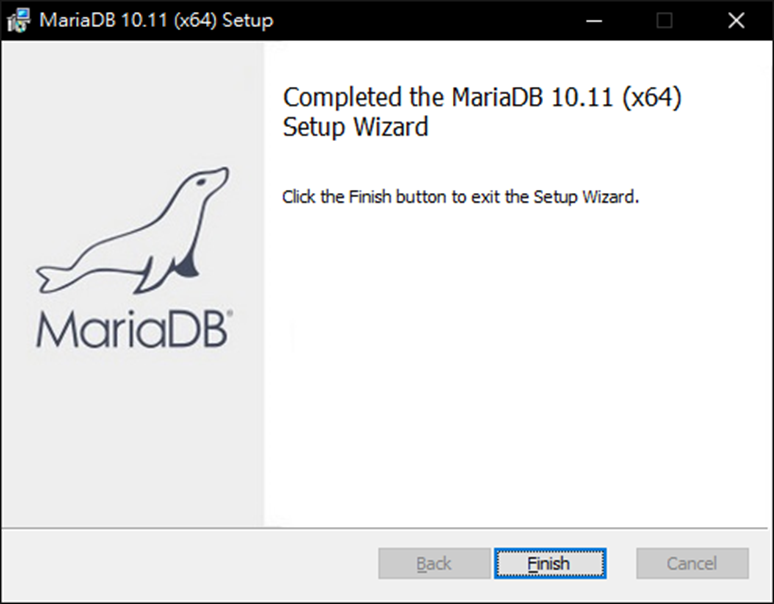 MariaDB 10.11 (x64) Setup
Completed the MariaDB 10.11 (x64)
Setup Wizard
Click the Finish button to exit the Setup Wizard.
MariaDB®
Back
Finish
Cancel